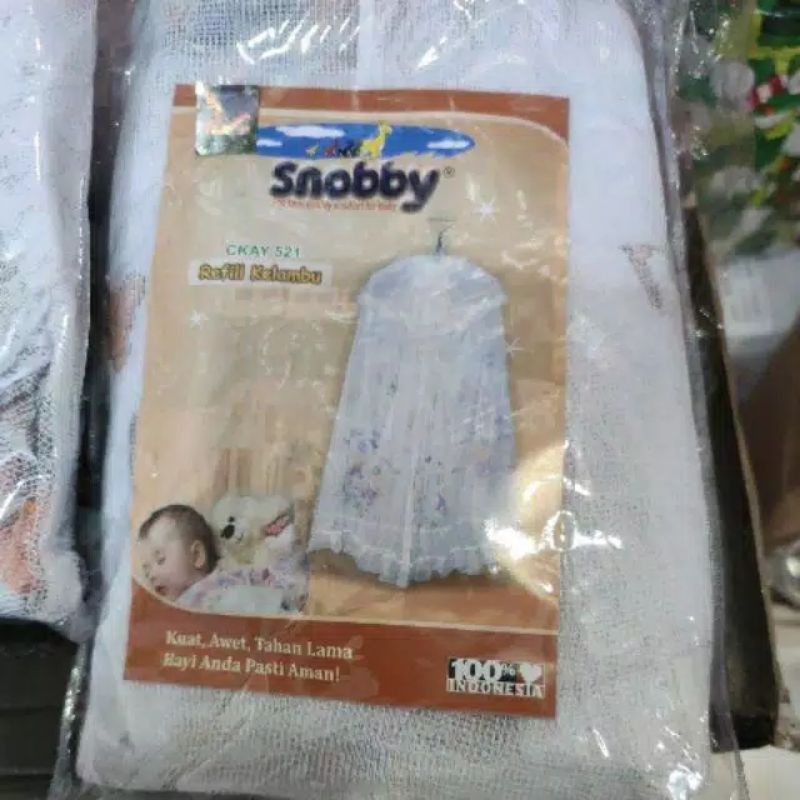 Snobby®
CKAY 521
Refill Kelambu
Kuat, Awet, Tahan Lama
Bayi Anda Pasti Aman!
100%
INDONESIA